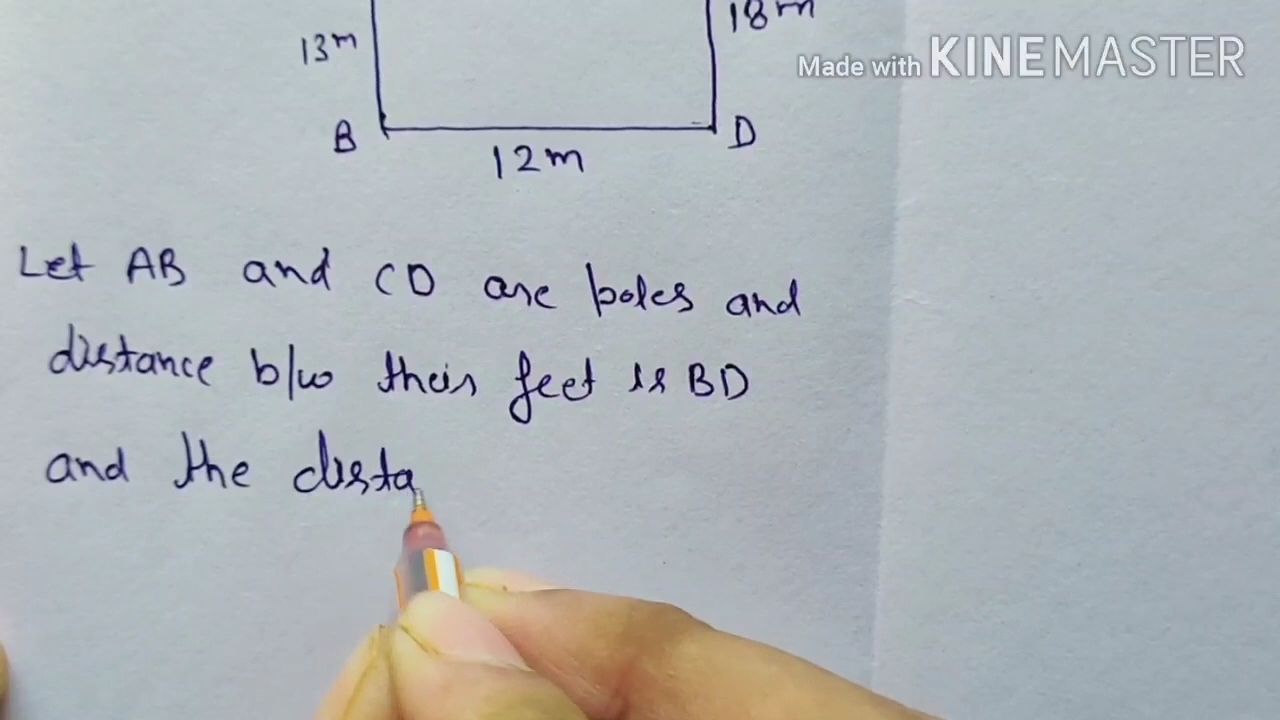 13m
18m
Made with KINEMASTER
B
D
12m
Let AB and CD are poles and
distance b/w their feet is BD
and the dista